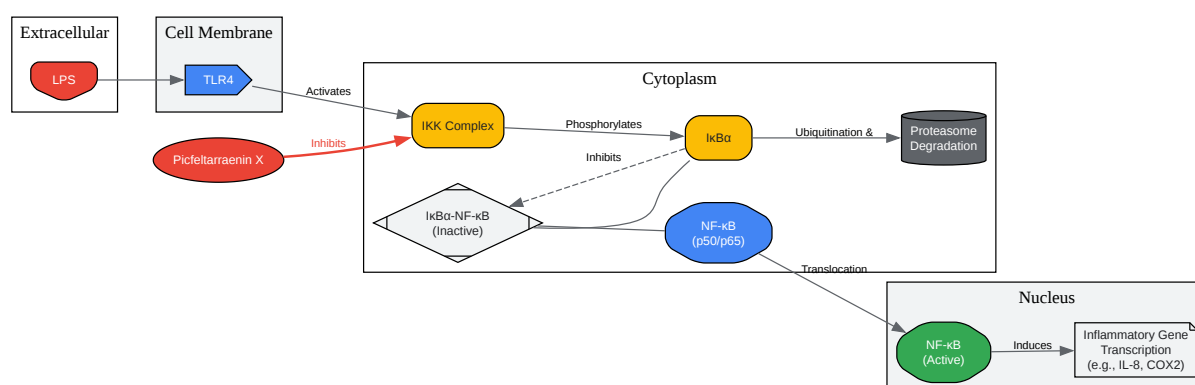 Extracellular
LPS
Cell Membrane
TLR4
Activates
Picfeltarraenin X
Inhibits
Cytoplasm
IKK Complex
Phosphorylates
IκBα
Ubiquitination &
Proteasome
Degradation
Inhibits
IκBα-NF-κB
(Inactive)
NF-κB
(p50/p65)
Translocation
Nucleus
NF-κB
(Active)
Induces
Inflammatory Gene
Transcription
(e.g., IL-8, COX2)